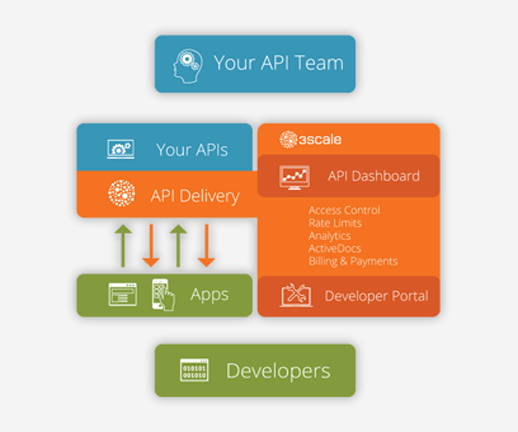 Your API Team
Your APIs
API Delivery
3scale
API Dashboard
Access Control
Rate Limits
Analytics
ActiveDocs
Billing & Payments
Apps
Developer Portal
010101
001010
Developers